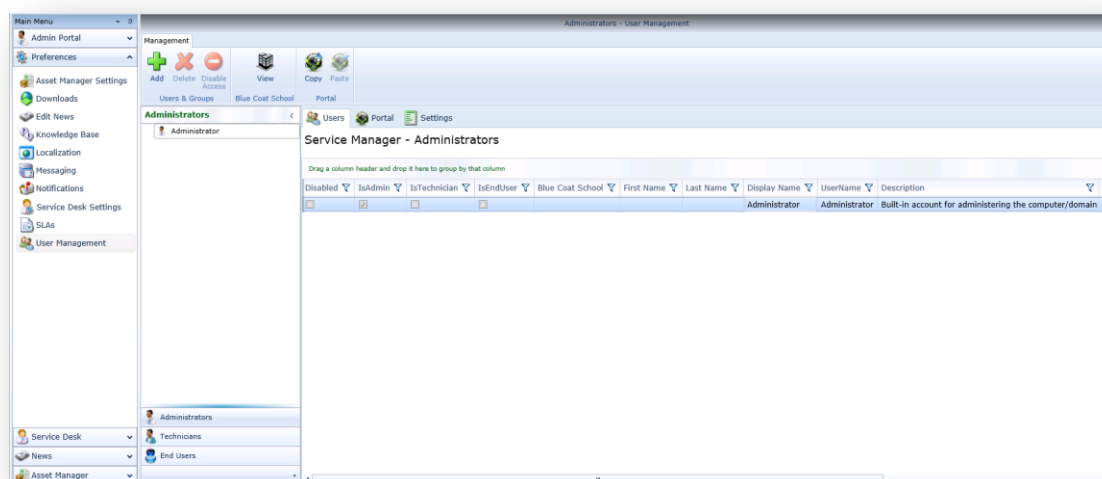 Main Menu
Administrators - User Management
Admin Portal
Management
Preferences
Add
Delete
Disable Access
View
Copy
Paste
Users & Groups
Blue Coat School
Portal
Asset Manager Settings
Downloads
Edit News
Knowledge Base
Localization
Messaging
Notifications
Service Desk Settings
SLAs
User Management
Administrators
Administrator
Users
Portal
Settings
Service Manager - Administrators
Drag a column header and drop it here to group by that column
Disabled IsAdmin IsTechnician IsEndUser Blue Coat School First Name Last Name Display Name UserName Description
Administrator Administrator Built-in account for administering the computer/domain
Administrators
Technicians
End Users
Service Desk
News
Asset Manager